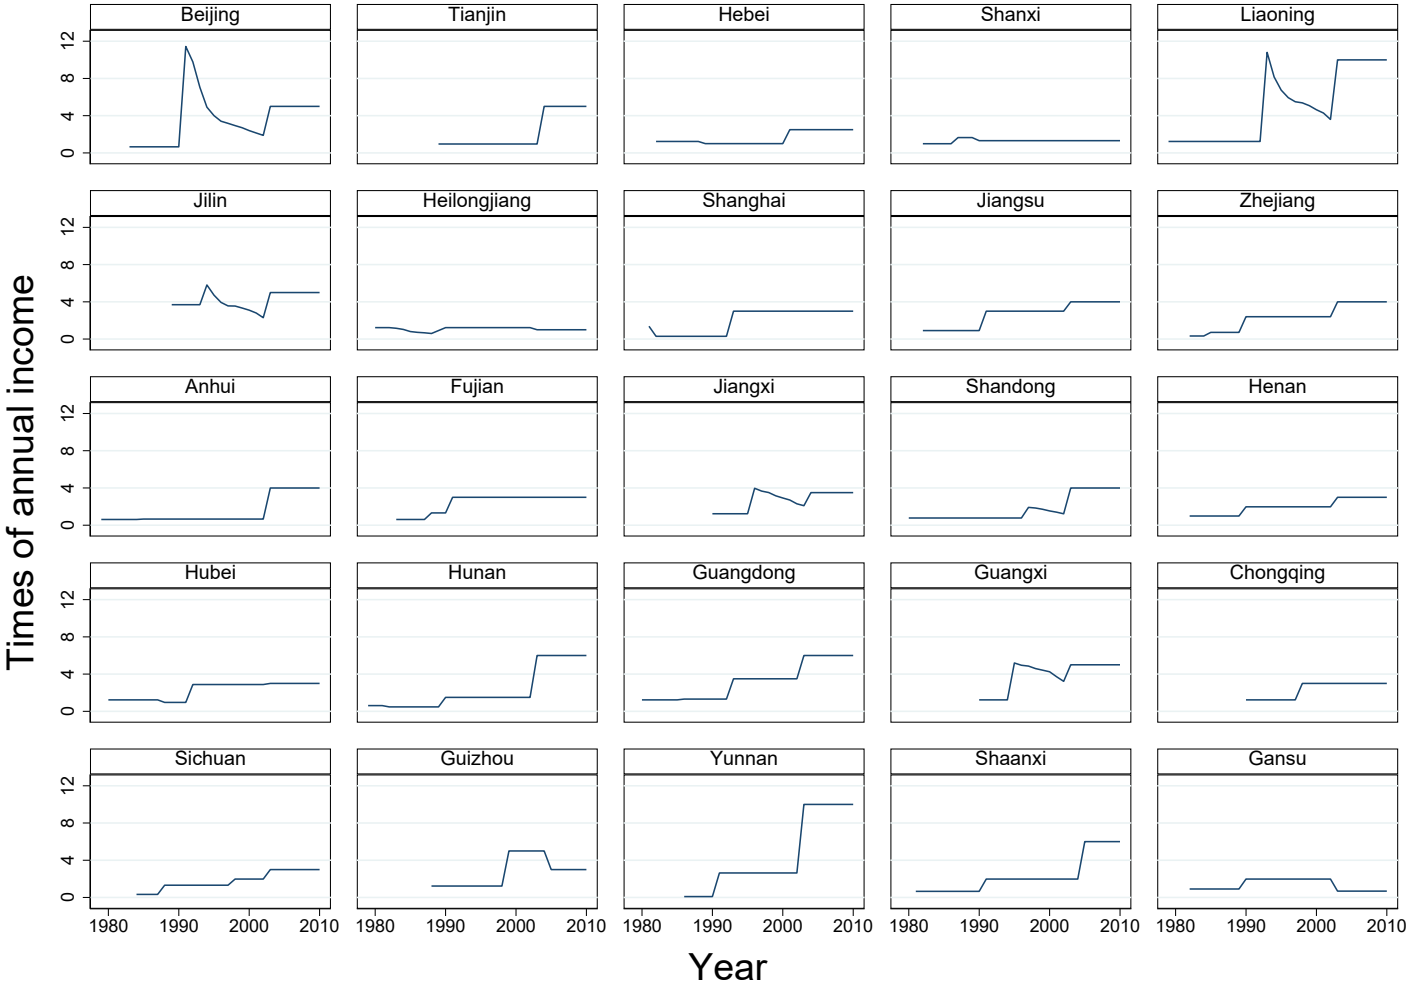 Beijing Tianjin Hebei Shanxi Liaoning
12
8
4
0
Jilin Heilongjiang Shanghai Jiangsu Zhejiang
12
8
4
0
Anhui Fujian Jiangxi Shandong Henan
12
8
4
0
Hubei Hunan Guangdong Guangxi Chongqing
12
8
4
0
Sichuan Guizhou Yunnan Shaanxi Gansu
12
8
4
0
1980 1990 2000 2010 1980 1990 2000 2010 1980 1990 2000 2010 1980 1990 2000 2010 1980 1990 2000 2010
Times of annual income
Year